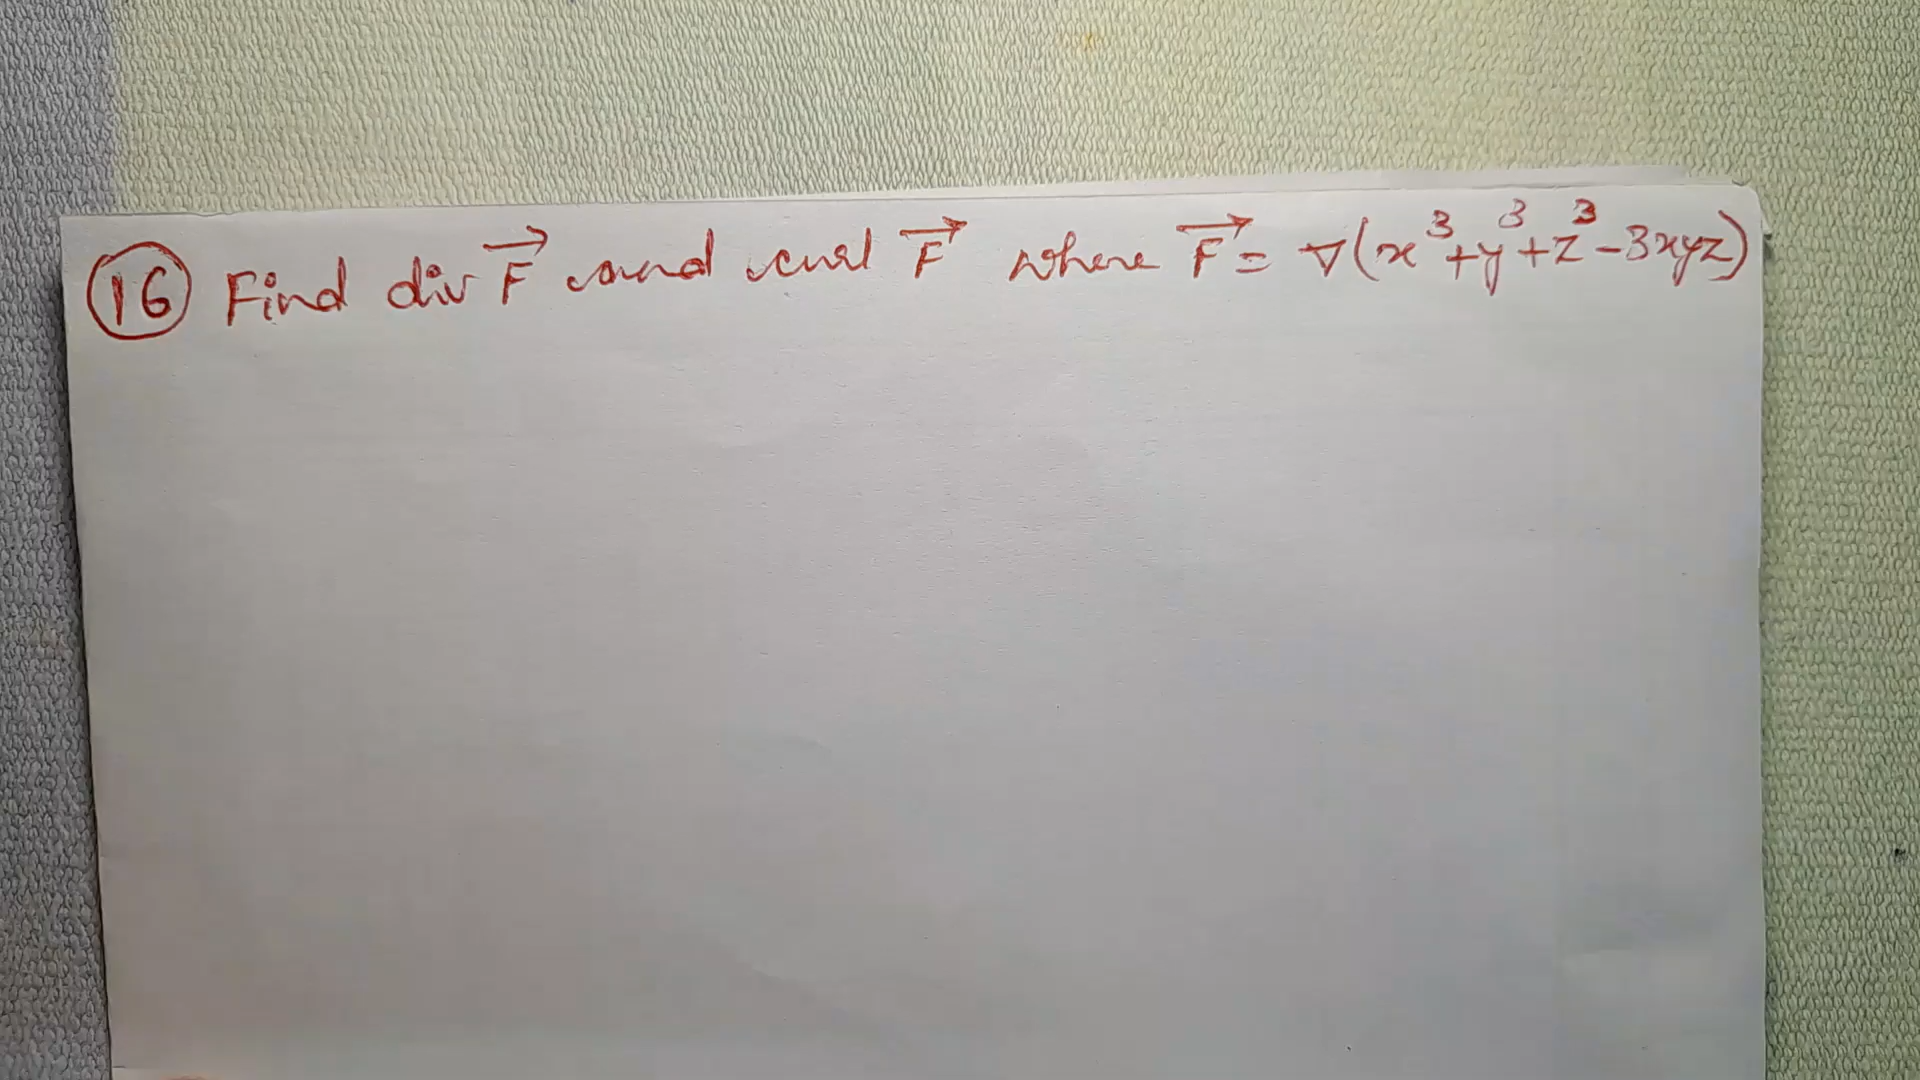 16 Find div F⃗ and curl F⃗ where F⃗ = ∇(x³+y³+z³-3xyz)